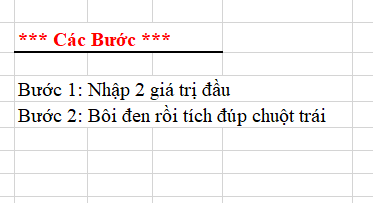 *** Các Bước ***
Bước 1: Nhập 2 giá trị đầu
Bước 2: Bôi đen rồi tích đúp chuột trái